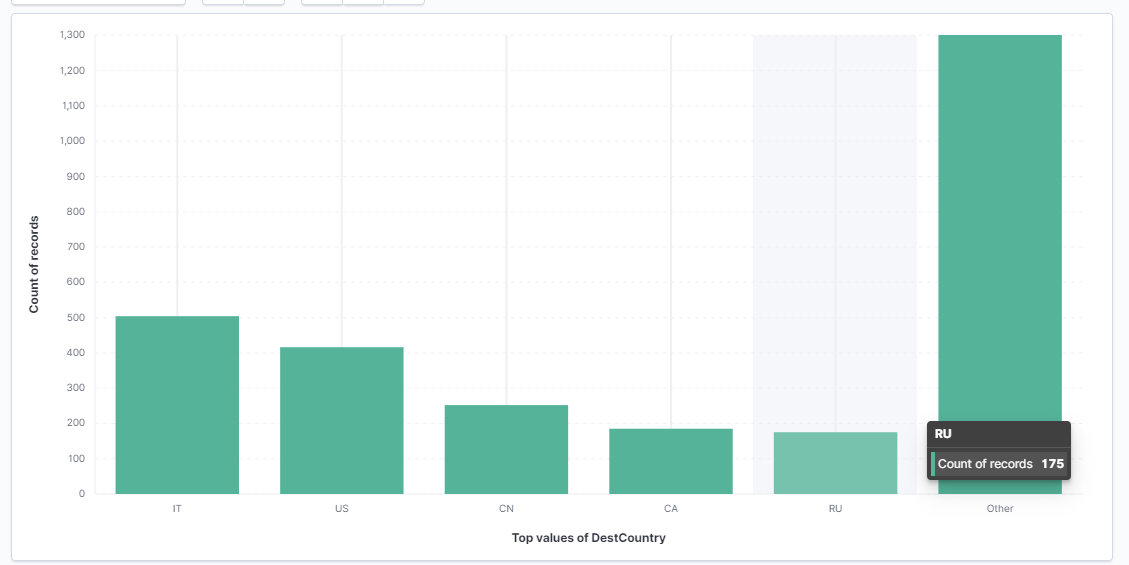 1,300
1,200
1,100
1,000
900
800
700
600
500
400
300
200
100
0
Count of records
IT US CN CA RU Other
Top values of DestCountry
RU
Count of records 175